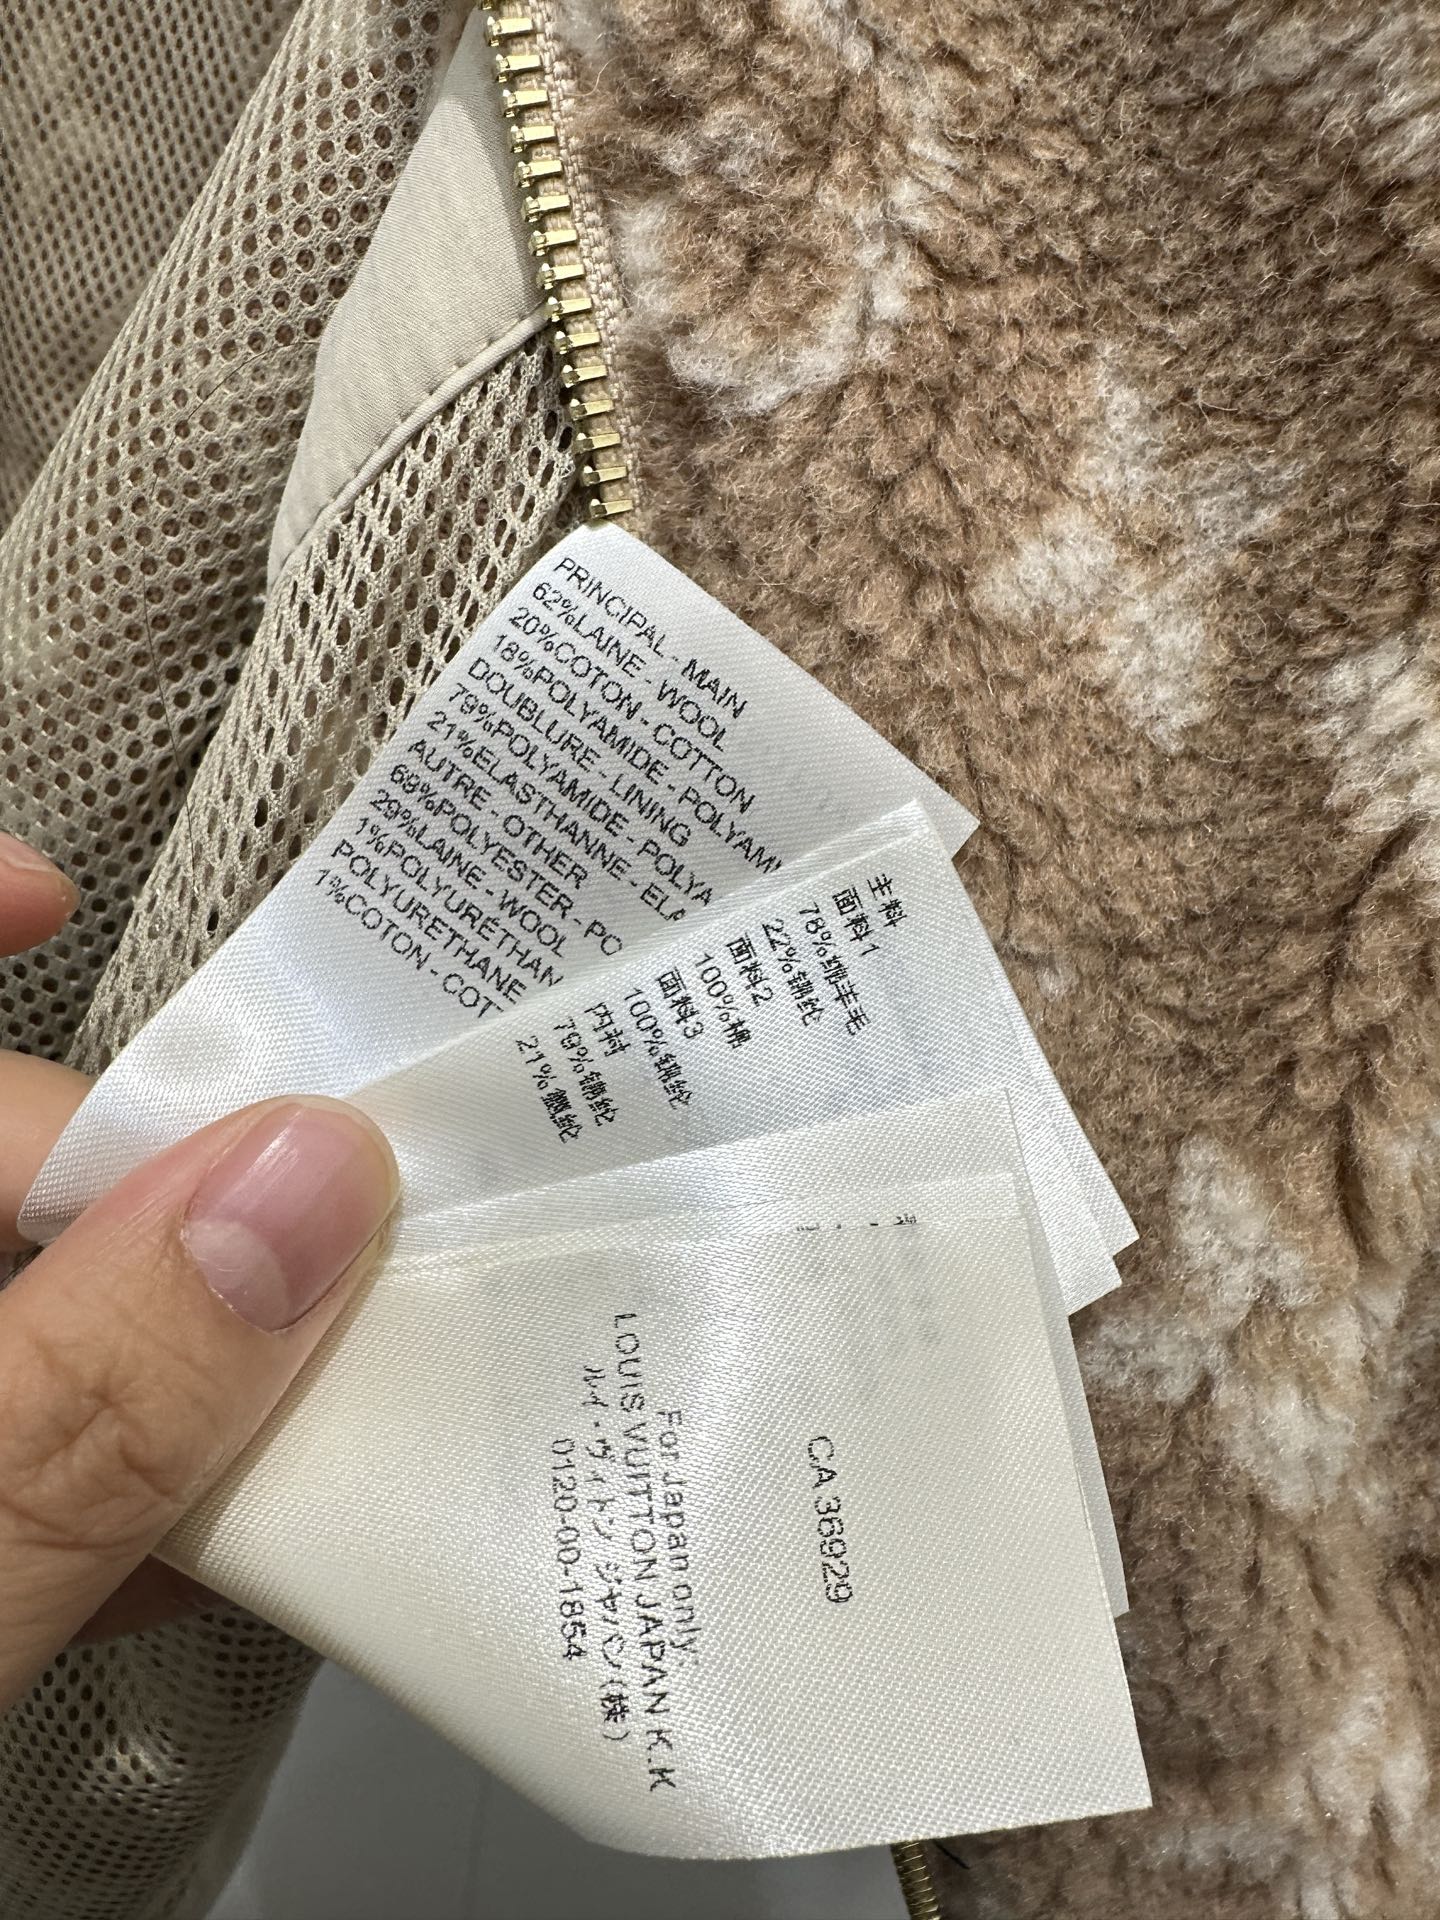 PRINCIPAL - MAIN
62%LAINE - WOOL
20%COTON - COTTON
18%POLYAMIDE - POLYAMI
DOUBLURE - LINING
79%POLYAMIDE - POLYA
21%ELASTHANNE - ELA
AUTRE - OTHER
69%POLYESTER - PO
29%LAINE - WOOL
1%POLYURÉTHAN
POLYURETHANE
1%COTON - COT
主料
面料1
78%绵羊毛
22%锦纶
面料2
100%棉
面料3
100%锦纶
内衬
79%锦纶
21%氨纶
CA 36929
For Japan only:
LOUIS VUITTON JAPAN K.K
ルイ・ヴィトン ジャパン(株)
0120-00-1854